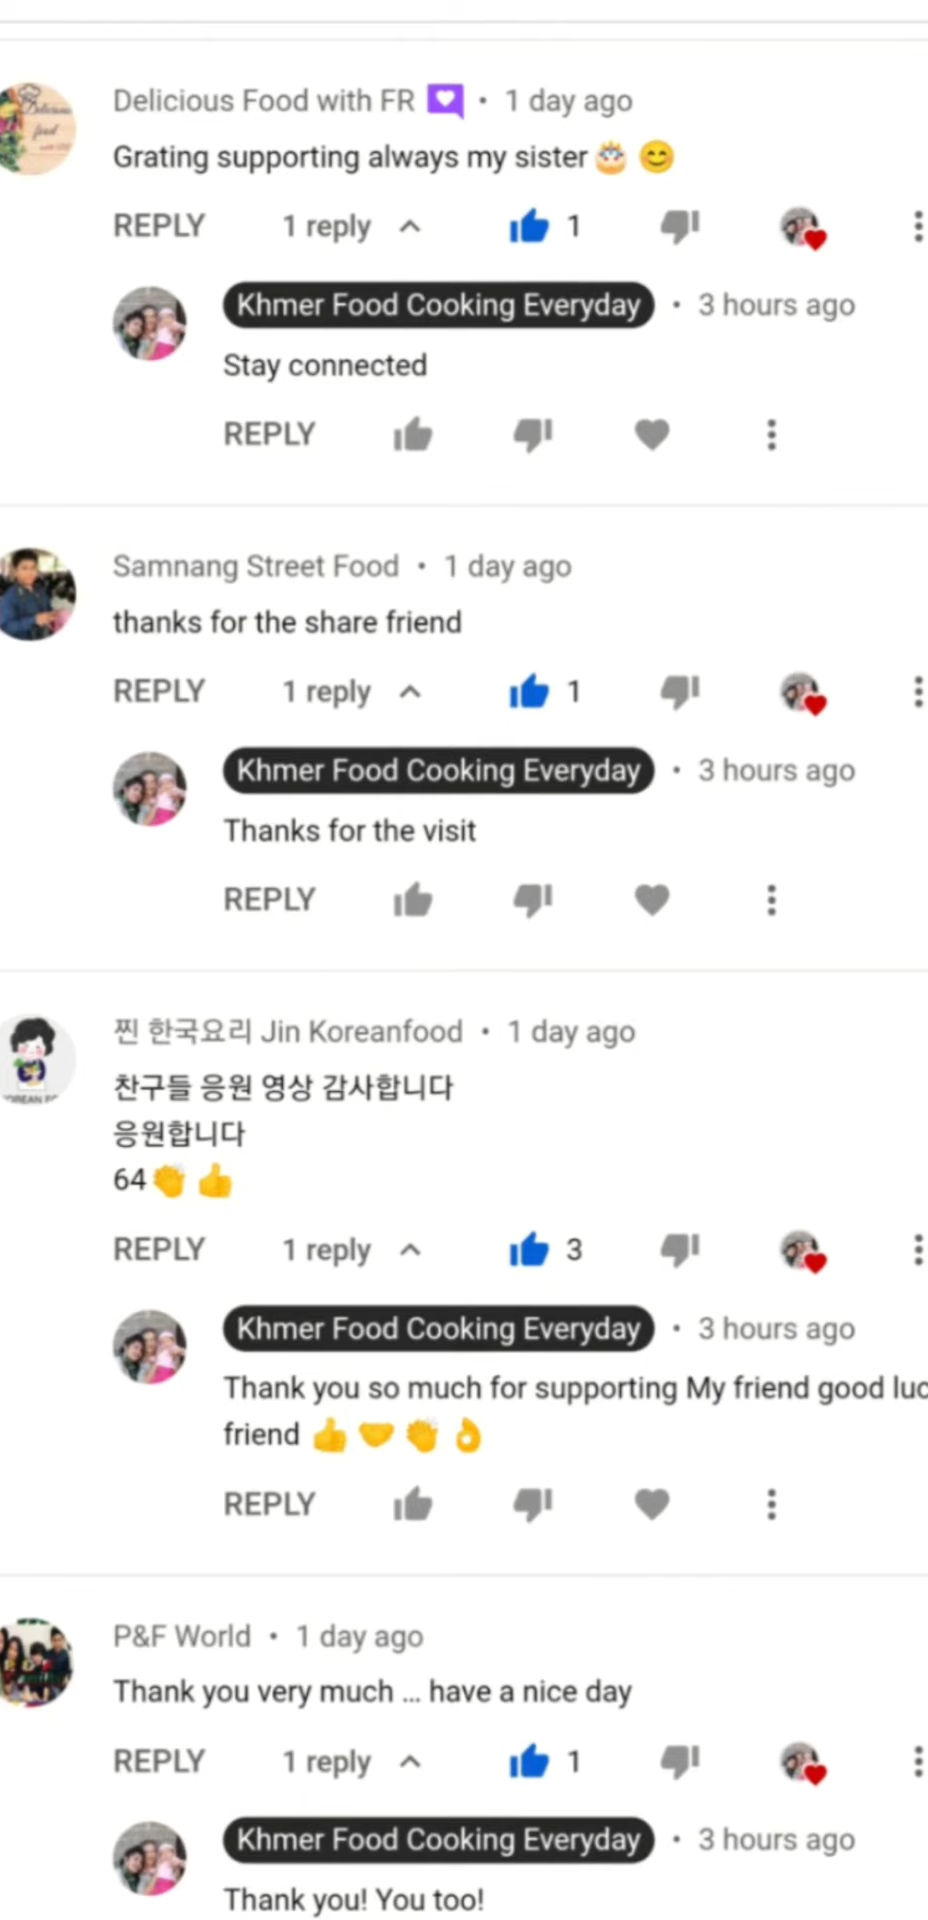 Delicious Food with FR • 1 day ago
Grating supporting always my sister 🎂 😊
REPLY 1 reply 1
Khmer Food Cooking Everyday • 3 hours ago
Stay connected
REPLY
Samnang Street Food • 1 day ago
thanks for the share friend
REPLY 1 reply 1
Khmer Food Cooking Everyday • 3 hours ago
Thanks for the visit
REPLY
찐 한국요리 Jin Koreanfood • 1 day ago
찬구들 응원 영상 감사합니다
응원합니다
64👏👍
REPLY 1 reply 3
Khmer Food Cooking Everyday • 3 hours ago
Thank you so much for supporting My friend good luc
friend 👍🤝👏👌
REPLY
P&F World • 1 day ago
Thank you very much ... have a nice day
REPLY 1 reply 1
Khmer Food Cooking Everyday • 3 hours ago
Thank you! You too!